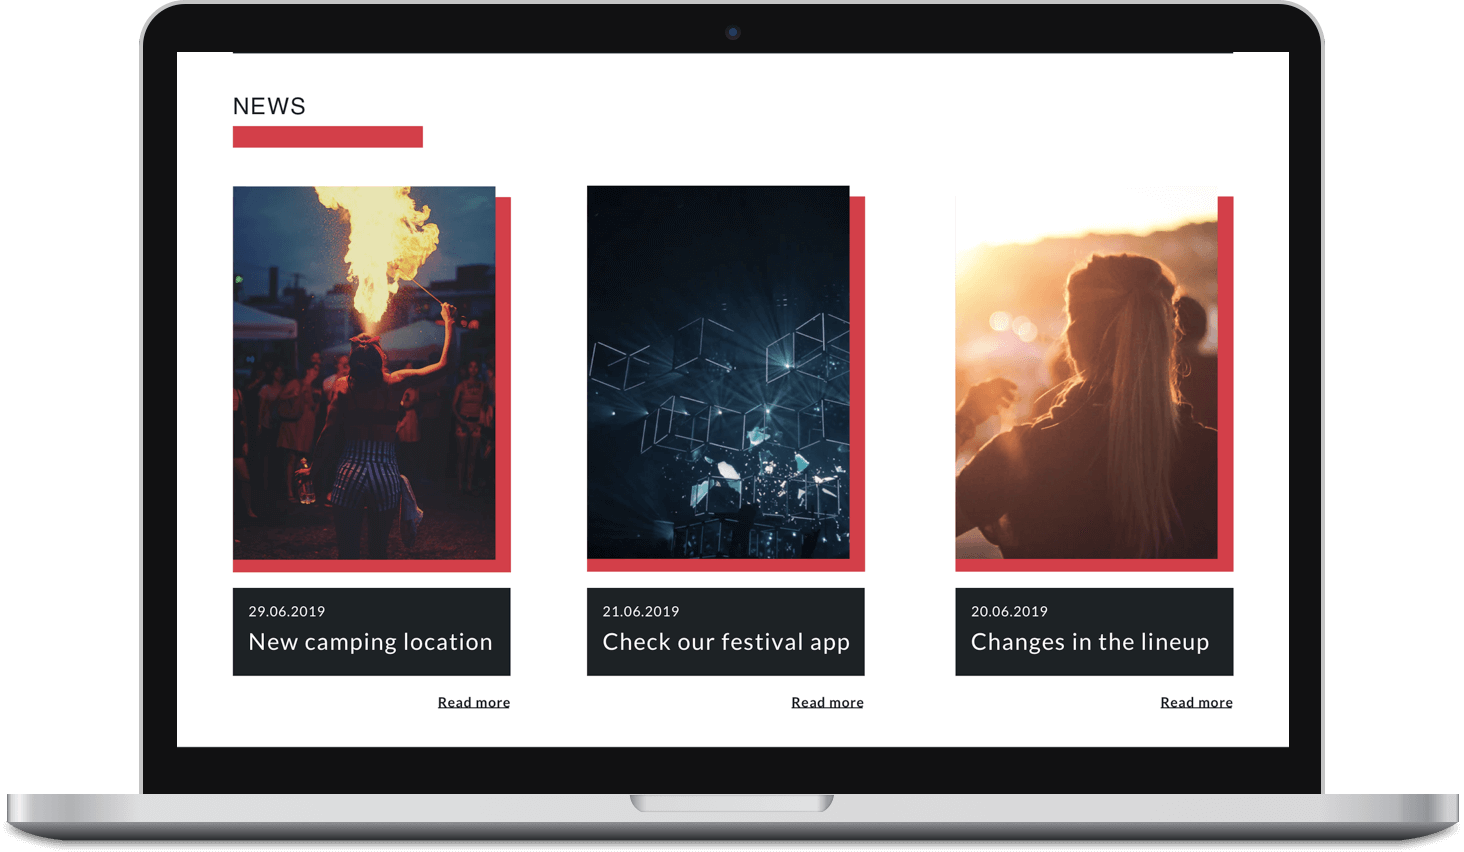 NEWS
29.06.2019
New camping location
Read more
21.06.2019
Check our festival app
Read more
20.06.2019
Changes in the lineup
Read more